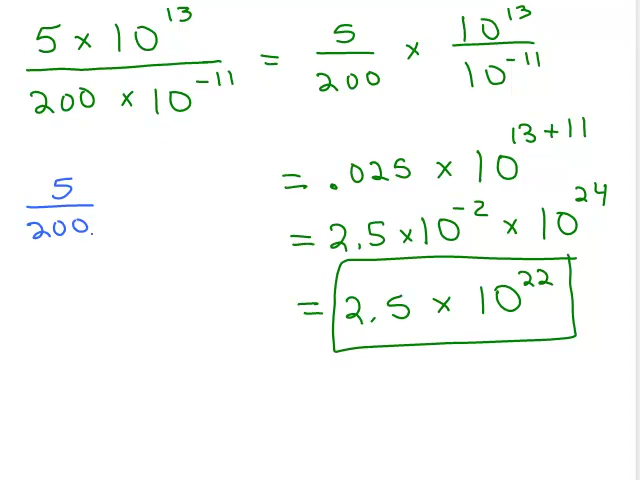 5 × 10^13 / 200 × 10^-11 = 5/200 × 10^13/10^-11
= .025 × 10^13+11
5/200.
= 2.5 × 10^-2 × 10^24
= 2.5 × 10^22